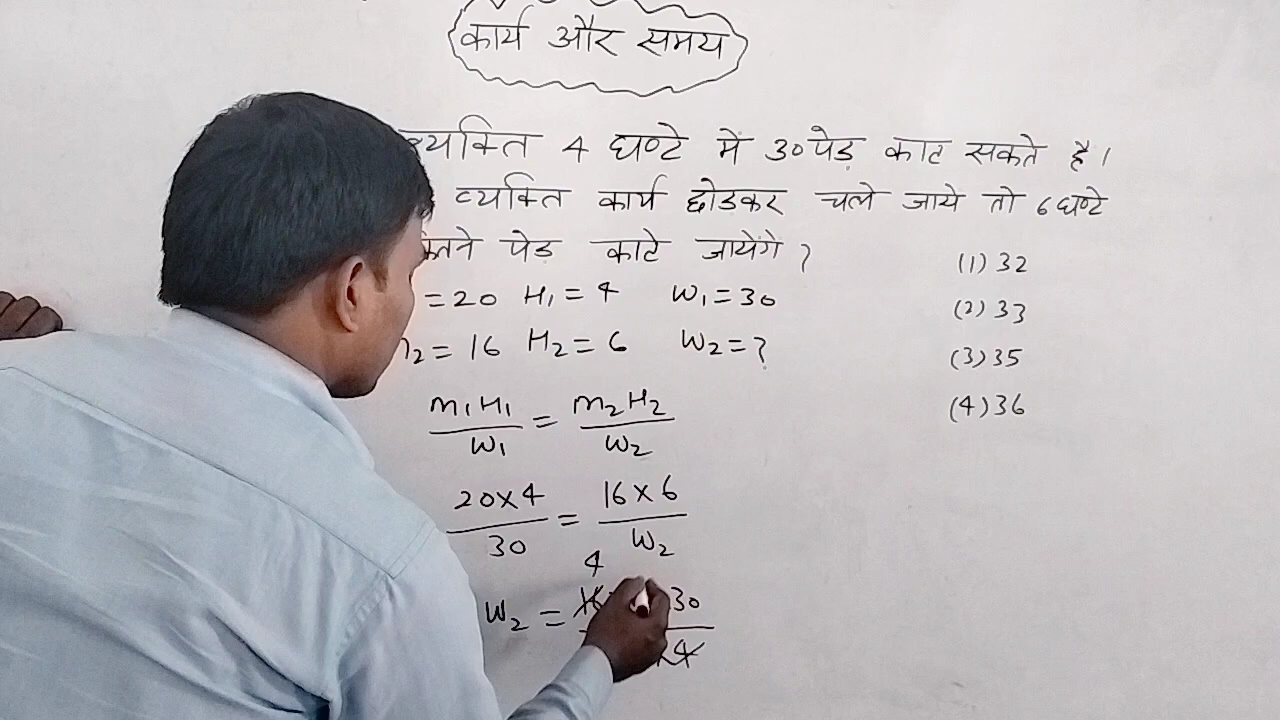 कार्य और समय
व्यक्ति 4 घण्टे में 30 पेड़ काट सकते है।
व्यक्ति कार्य छोडकर चले जाये तो 6 घण्टे
पेड काटे जायेंगे ?
(1) 32
= 20 H₁ = 4 W₁ = 30
(2) 33
₂ = 16 H₂ = 6 W₂ = ?
(3) 35
(4) 36
m₁H₁ = m₂H₂
W₁ W₂
20×4 = 16×6
30 W₂
4
W₂ = 16 30
4